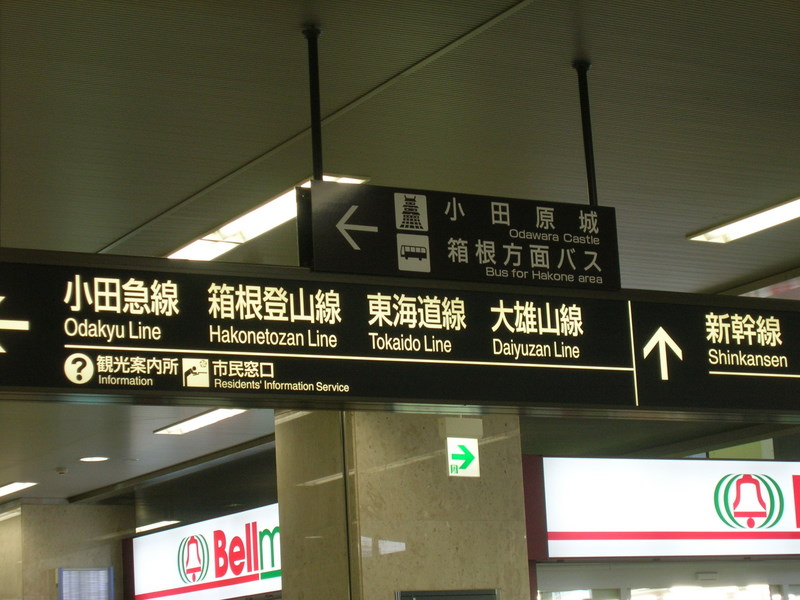 小田原城
Odawara Castle
箱根方面バス
Bus for Hakone area
小田急線 箱根登山線 東海道線 大雄山線 新幹線
Odakyu Line Hakonetozan Line Tokaido Line Daiyuzan Line Shinkansen
? 観光案内所 市民窓口
Information Residents' Information Service
Bellm